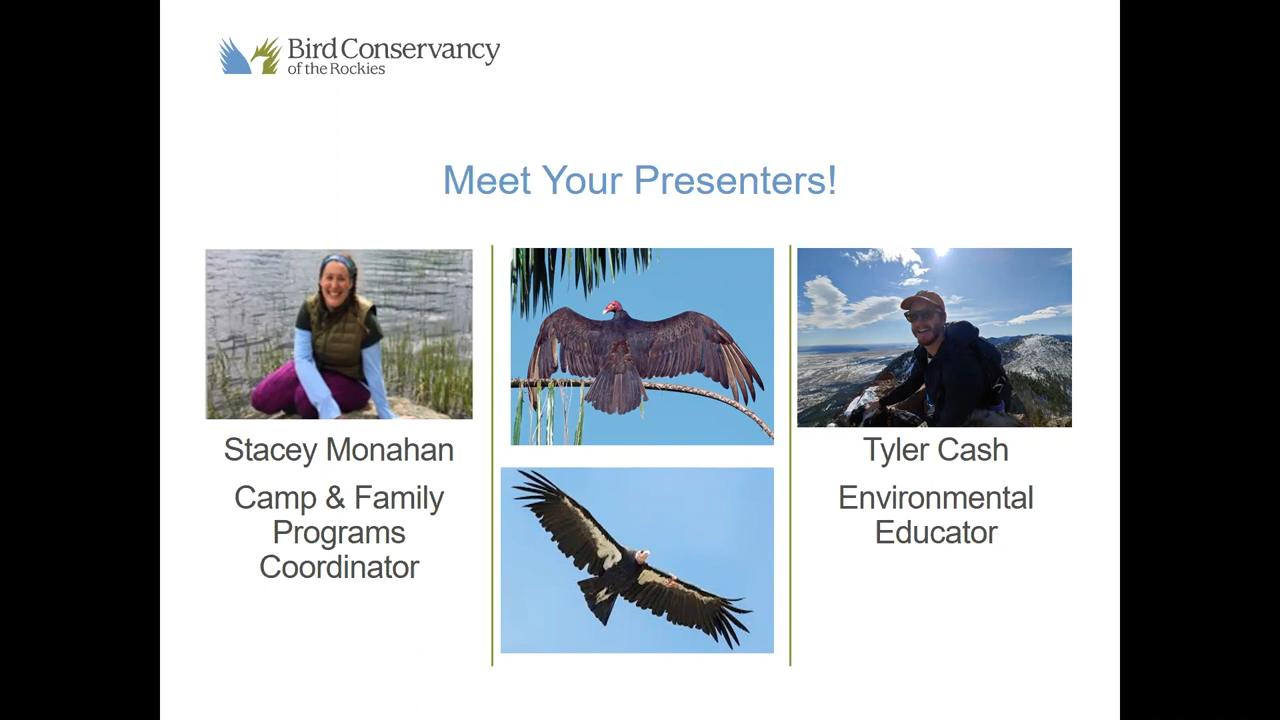 Bird Conservancy
of the Rockies
Meet Your Presenters!
Stacey Monahan
Camp & Family
Programs
Coordinator
Tyler Cash
Environmental
Educator